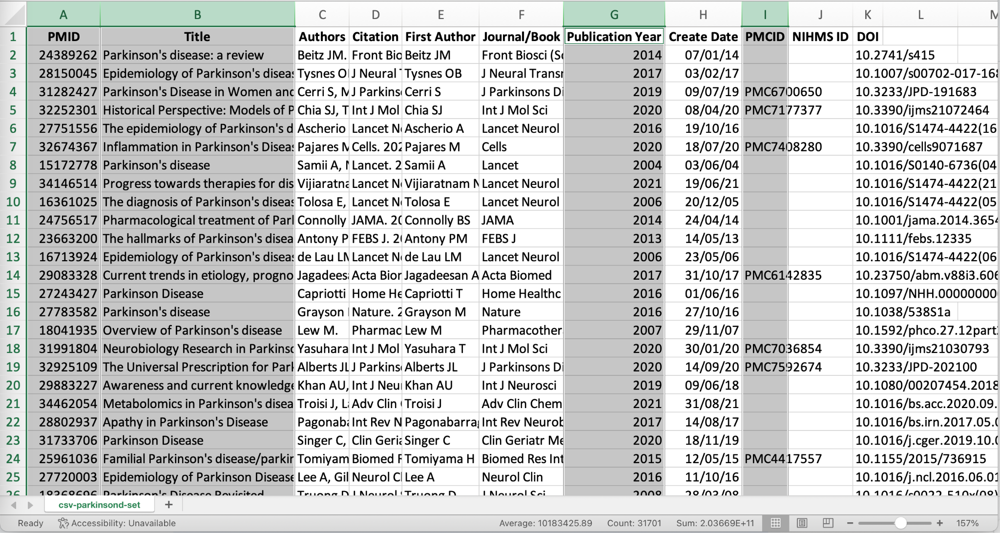 A B C D E F G H I J K L
1 PMID Title Authors Citation First Author Journal/Book Publication Year Create Date PMCID NIHMS ID DOI
2 24389262 Parkinson's disease: a review Beitz JM. Front Bio Beitz JM Front Biosci (Sc 2014 07/01/14 10.2741/s415
3 28150045 Epidemiology of Parkinson's diseas Tysnes O J Neural Tysnes OB J Neural Transr 2017 03/02/17 10.1007/s00702-017-168
4 31282427 Parkinson's Disease in Women and Cerri S, M J Parkins Cerri S J Parkinsons Di 2019 09/07/19 PMC6700650 10.3233/JPD-191683
5 32252301 Historical Perspective: Models of P Chia SJ, T Int J Mol Chia SJ Int J Mol Sci 2020 08/04/20 PMC7177377 10.3390/ijms21072464
6 27751556 The epidemiology of Parkinson's d Ascherio Lancet N Ascherio A Lancet Neurol 2016 19/10/16 10.1016/S1474-4422(16
7 32674367 Inflammation in Parkinson's Diseas Pajares M Cells. 202 Pajares M Cells 2020 18/07/20 PMC7408280 10.3390/cells9071687
8 15172778 Parkinson's disease Samii A, Lancet. 2 Samii A Lancet 2004 03/06/04 10.1016/S0140-6736(04
9 34146514 Progress towards therapies for dis Vijiaratna Lancet N Vijiaratnam N Lancet Neurol 2021 19/06/21 10.1016/S1474-4422(21
10 16361025 The diagnosis of Parkinson's diseas Tolosa E, Lancet N Tolosa E Lancet Neurol 2006 20/12/05 10.1016/S1474-4422(05
11 24756517 Pharmacological treatment of Parl Connolly JAMA. 20 Connolly BS JAMA 2014 24/04/14 10.1001/jama.2014.3654
12 23663200 The hallmarks of Parkinson's disea Antony P FEBS J. 2 Antony PM FEBS J 2013 14/05/13 10.1111/febs.12335
13 16713924 Epidemiology of Parkinson's diseas de Lau LM Lancet N de Lau LM Lancet Neurol 2006 23/05/06 10.1016/S1474-4422(06
14 29083328 Current trends in etiology, progno Jagadees Acta Bior Jagadeesan A Acta Biomed 2017 31/10/17 PMC6142835 10.23750/abm.v88i3.606
15 27243427 Parkinson Disease Capriotti Home He Capriotti T Home Healthc 2016 01/06/16 10.1097/NHH.000000000
16 27783582 Parkinson's disease Grayson Nature. 2 Grayson M Nature 2016 27/10/16 10.1038/538S1a
17 18041935 Overview of Parkinson's disease Lew M. Pharmac Lew M Pharmacother 2007 29/11/07 10.1592/phco.27.12part
18 31991804 Neurobiology Research in Parkinso Yasuhara Int J Mol Yasuhara T Int J Mol Sci 2020 30/01/20 PMC7036854 10.3390/ijms21030793
19 32925109 The Universal Prescription for Parl Alberts JL J Parkins Alberts JL J Parkinsons Di 2020 14/09/20 PMC7592674 10.3233/JPD-202100
20 29883227 Awareness and current knowledge Khan AU, Int J Neu Khan AU Int J Neurosci 2019 09/06/18 10.1080/00207454.2018
21 34462054 Metabolomics in Parkinson's disea Troisi J, L Adv Clin Troisi J Adv Clin Chem 2021 31/08/21 10.1016/bs.acc.2020.09.
22 28802937 Apathy in Parkinson's Disease Pagonaba Int Rev N Pagonabarra Int Rev Neurob 2017 14/08/17 10.1016/bs.irn.2017.05.0
23 31733706 Parkinson Disease Singer C, Clin Geria Singer C Clin Geriatr Me 2020 18/11/19 10.1016/j.cger.2019.10.0
24 25961036 Familial Parkinson's disease/parkin Tomiyam Biomed R Tomiyama H Biomed Res Int 2015 12/05/15 PMC4417557 10.1155/2015/736915
25 27720003 Epidemiology of Parkinson Disease Lee A, Gil Neurol Cl Lee A Neurol Clin 2016 11/10/16 10.1016/j.ncl.2016.06.01
26 18368696 Parkinson's Disease Revisited Truong D J Neurol Truong D J Neurol Sci 2008 28/03/08 10.1016/s0022-510x(08)
csv-parkinsond-set +
Ready Accessibility: Unavailable Average: 10183425.89 Count: 31701 Sum: 2.03669E+11 157%